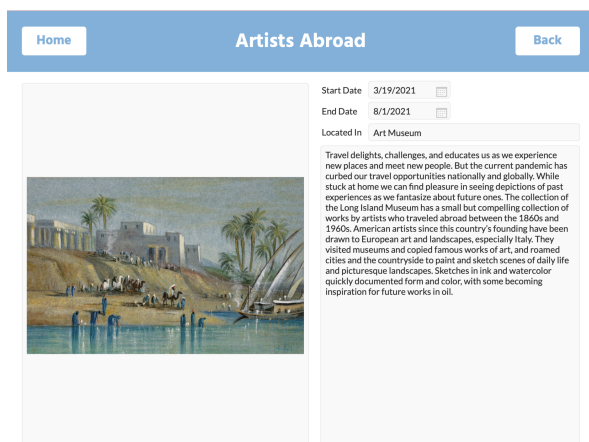 Home
Artists Abroad
Back
Start Date 3/19/2021
End Date 8/1/2021
Located In Art Museum
Travel delights, challenges, and educates us as we experience
new places and meet new people. But the current pandemic has
curbed our travel opportunities nationally and globally. While
stuck at home we can find pleasure in seeing depictions of past
experiences as we fantasize about future ones. The collection of
the Long Island Museum has a small but compelling collection of
works by artists who traveled abroad between the 1860s and
1960s. American artists since this country's founding have been
drawn to European art and landscapes, especially Italy. They
visited museums and copied famous works of art, and roamed
cities and the countryside to paint and sketch scenes of daily life
and picturesque landscapes. Sketches in ink and watercolor
quickly documented form and color, with some becoming
inspiration for future works in oil.